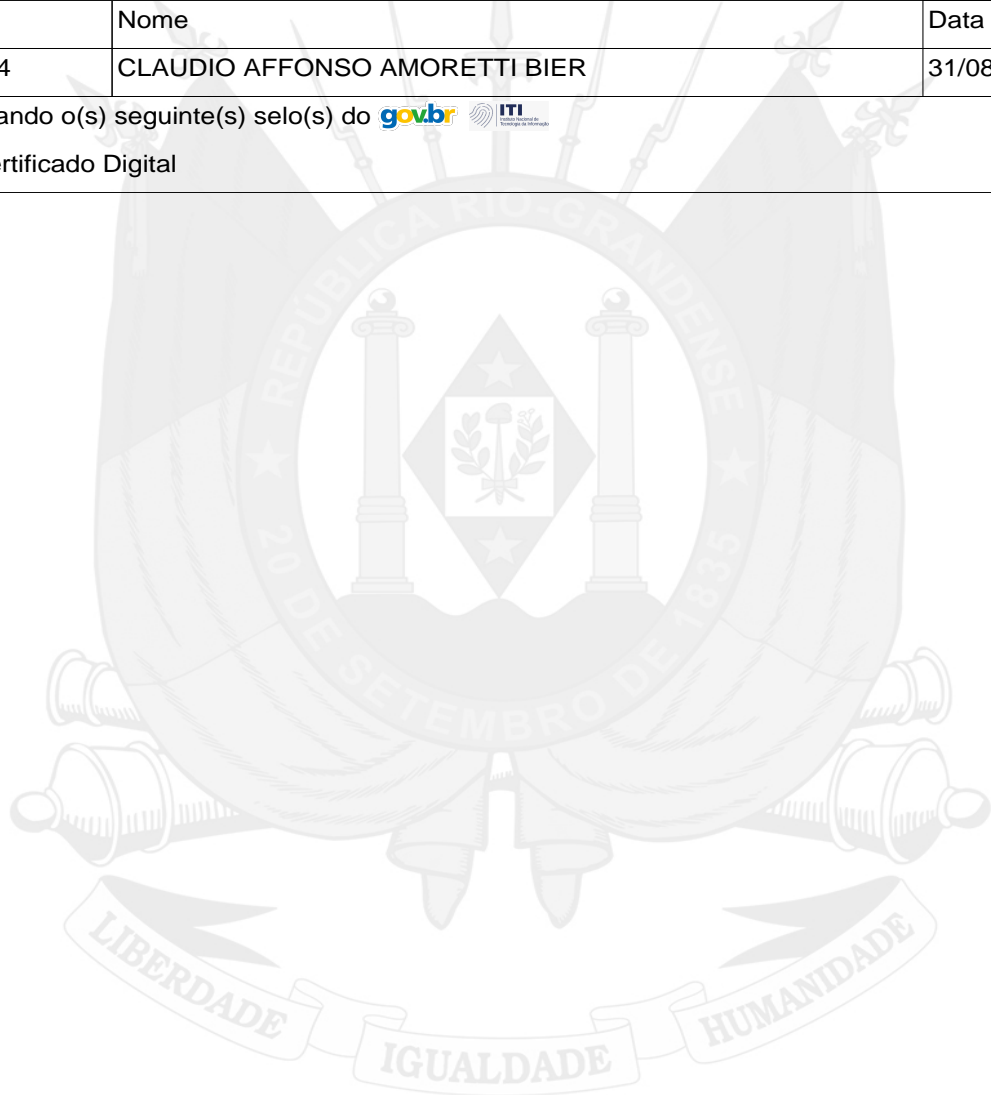 Nome Data
4 CLAUDIO AFFONSO AMORETTI BIER 31/08
ando o(s) seguinte(s) selo(s) do gov.br ITI
ertificado Digital
REPÚBLICA RIO-GRANDENSE
20 DE SETEMBRO DE 1835
LIBERDADE
IGUALDADE
HUMANIDADE